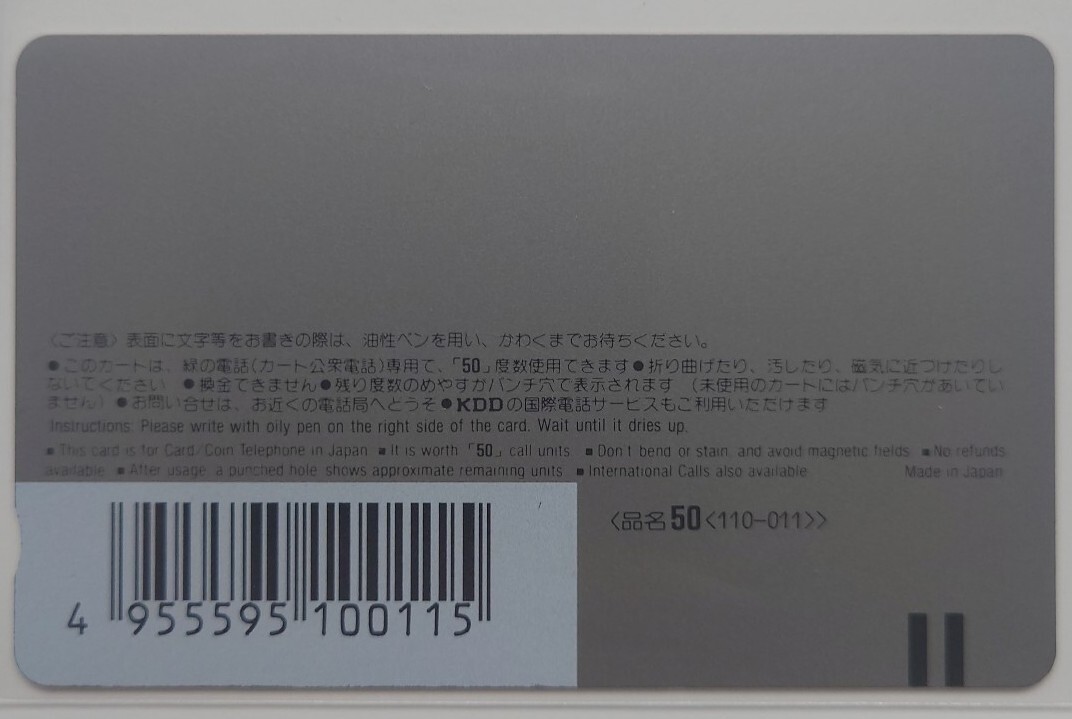 〈ご注意〉表面に文字等をお書きの際は、油性ペンを用い、かわくまでお待ちください。
●このカードは、緑の電話(カード公衆電話)専用で、「50」度数使用できます●折り曲げたり、汚したり、磁気に近づけたりし
ないでください ●換金できません●残り度数のめやすがパンチ穴で表示されます (未使用のカードにはパンチ穴があいてい
ません) ●お問い合せは、お近くの電話局へどうぞ●KDDの国際電話サービスもご利用いただけます
Instructions: Please write with oily pen on the right side of the card. Wait until it dries up.
■This card is for Card/Coin Telephone in Japan ■It is worth「50」call units ■Don't bend or stain, and avoid magnetic fields ■No refunds
available ■After usage, a punched hole shows approximate remaining units ■International Calls also available Made in Japan
〈品名50<110-011>〉
4 955595 100115